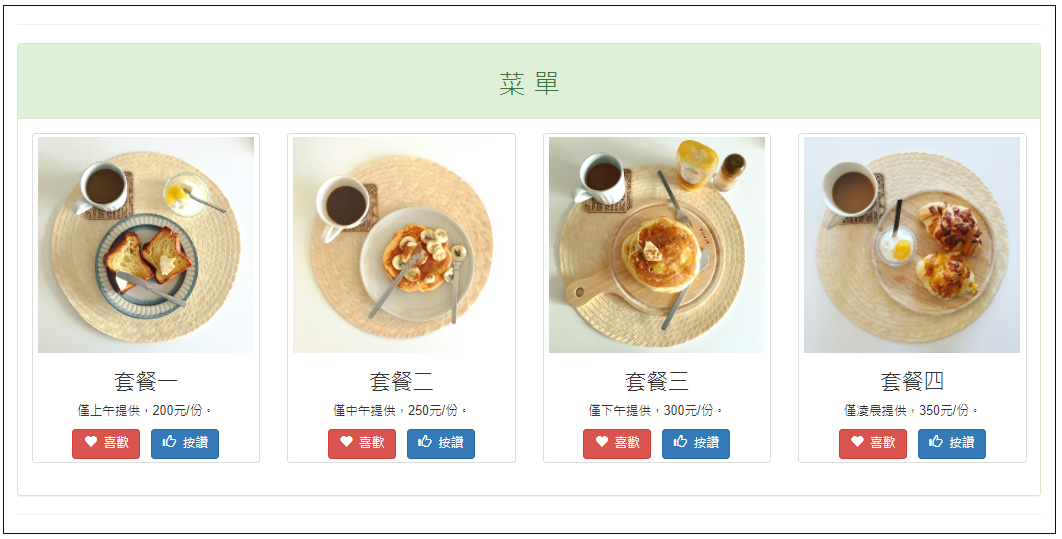 菜 單
套餐一
僅上午提供，200元/份。
喜歡 按讚
套餐二
僅中午提供，250元/份。
喜歡 按讚
套餐三
僅下午提供，300元/份。
喜歡 按讚
套餐四
僅凌晨提供，350元/份。
喜歡 按讚